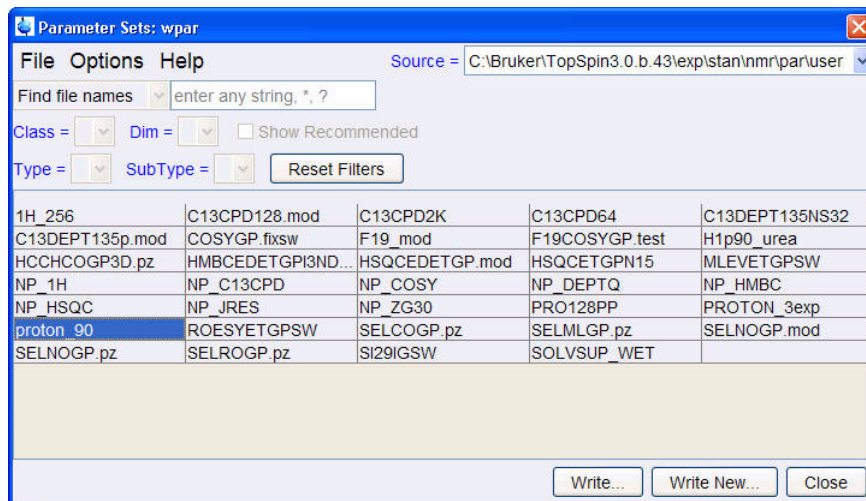 Parameter Sets: wpar
File Options Help Source = C:\Bruker\TopSpin3.0.b.43\exp\stan\nmr\par\user
Find file names enter any string, *, ?
Class = Dim = Show Recommended
Type = SubType = Reset Filters
1H_256 C13CPD128.mod C13CPD2K C13CPD64 C13DEPT135NS32
C13DEPT135p.mod COSYGP.fixsw F19_mod F19COSYGP.test H1p90_urea
HCCHCOGP3D.pz HMBCEDETGPl3ND... HSQCEDETGP.mod HSQCETGPN15 MLEVETGPSW
NP_1H NP_C13CPD NP_COSY NP_DEPTQ NP_HMBC
NP_HSQC NP_JRES NP_ZG30 PRO128PP PROTON_3exp
proton_90 ROESYETGPSW SELCOGP.pz SELMLGP.pz SELNOGP.mod
SELNOGP.pz SELROGP.pz SI29IGSW SOLVSUP_WET
Write... Write New... Close